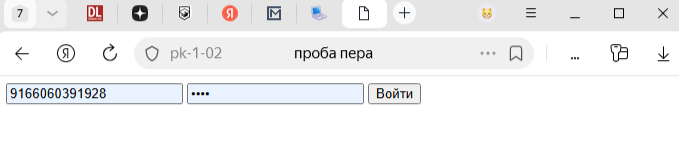 7 DL Я M
Я pk-1-02 проба пера ... ...
9166060391928 •••• Войти